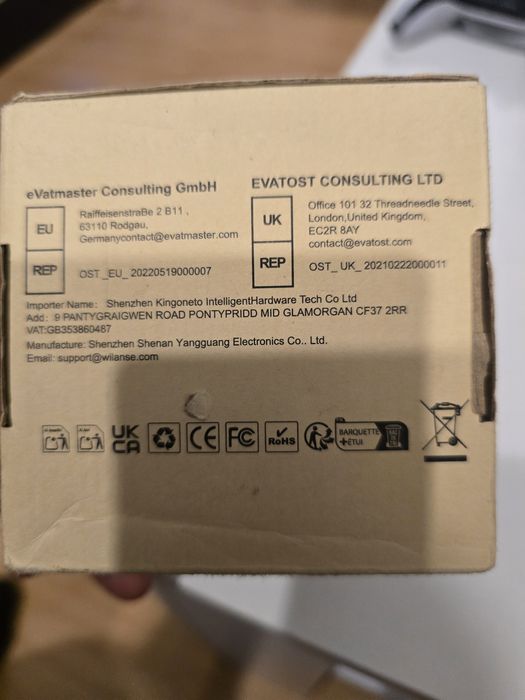 eVatmaster Consulting GmbH
EU
REP
Raiffeisenstraße 2 B11 ,
63110 Rodgau,
Germanycontact@evatmaster.com
OST_EU_20220519000007
EVATOST CONSULTING LTD
UK
REP
Office 101 32 Threadneedle Street,
London,United Kingdom,
EC2R 8AY
contact@evatost.com
OST_UK_20210222000011
Importer Name： Shenzhen Kingoneto IntelligentHardware Tech Co Ltd
Add：9 PANTYGRAIGWEN ROAD PONTYPRIDD MID GLAMORGAN CF37 2RR
VAT:GB353860487
Manufacture: Shenzhen Shenan Yangguang Electronics Co.. Ltd.
Email: support@wilanse.com
UK
CA
CE
FC
RoHS
BARQUETTE
+ÉTUI